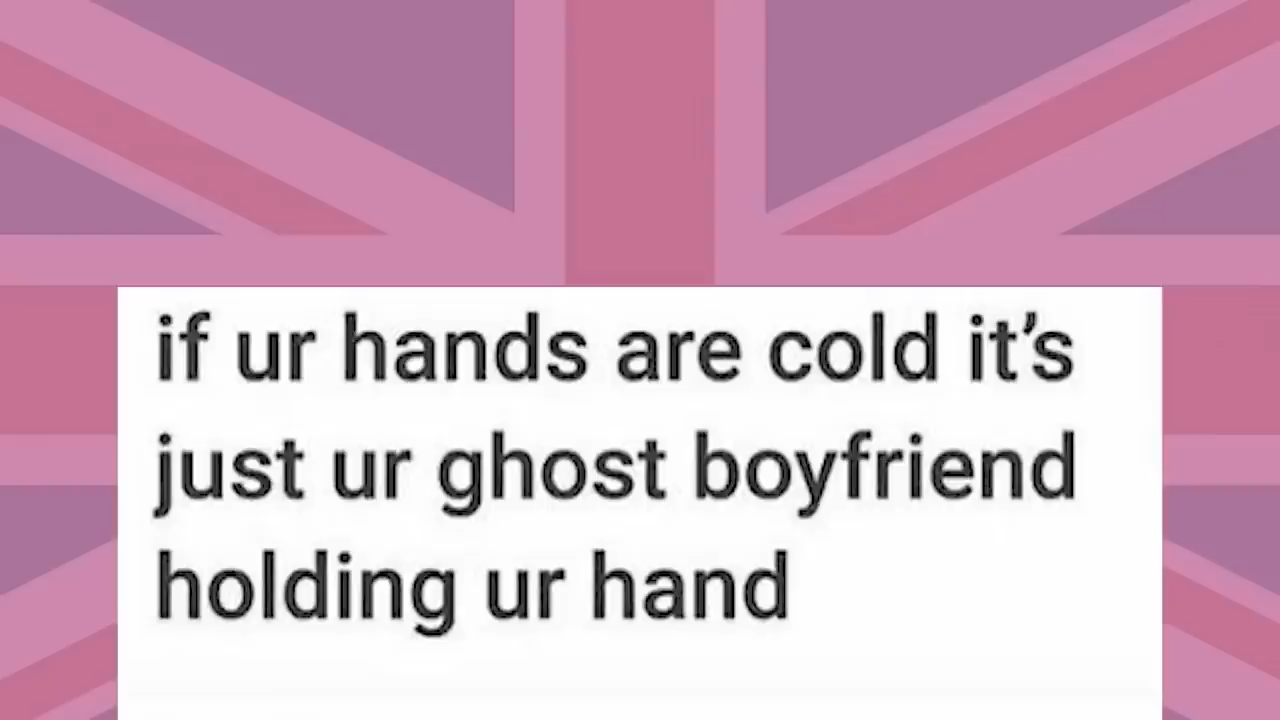 if ur hands are cold it’s
just ur ghost boyfriend
holding ur hand